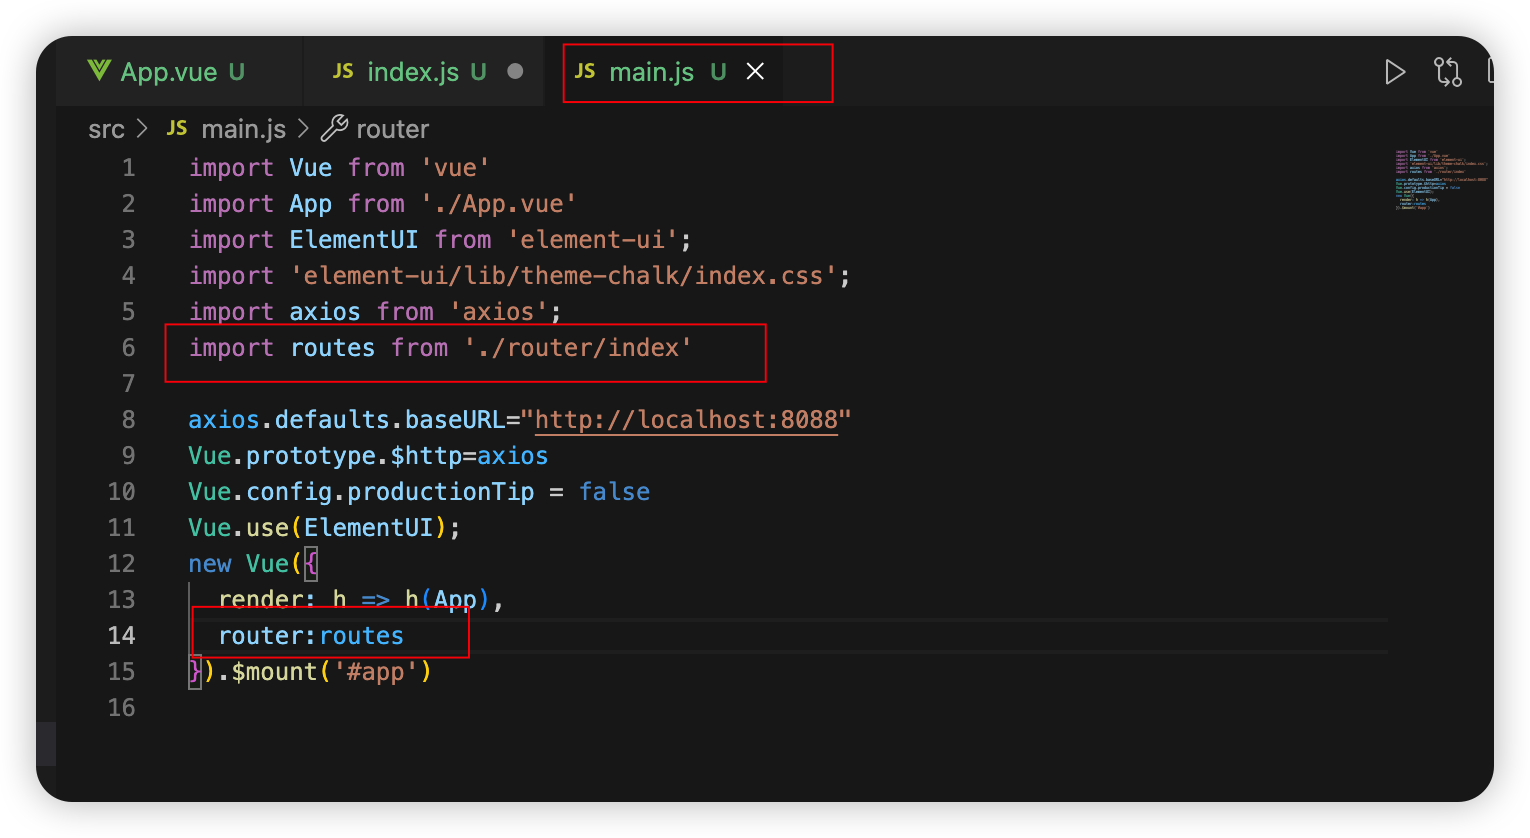 App.vue U JS index.js U JS main.js U
src > JS main.js > router
1 import Vue from 'vue'
2 import App from './App.vue'
3 import ElementUI from 'element-ui';
4 import 'element-ui/lib/theme-chalk/index.css';
5 import axios from 'axios';
6 import routes from './router/index'
7
8 axios.defaults.baseURL="http://localhost:8088"
9 Vue.prototype.$http=axios
10 Vue.config.productionTip = false
11 Vue.use(ElementUI);
12 new Vue({
13 render: h => h(App),
14 router:routes
15 }).$mount('#app')
16